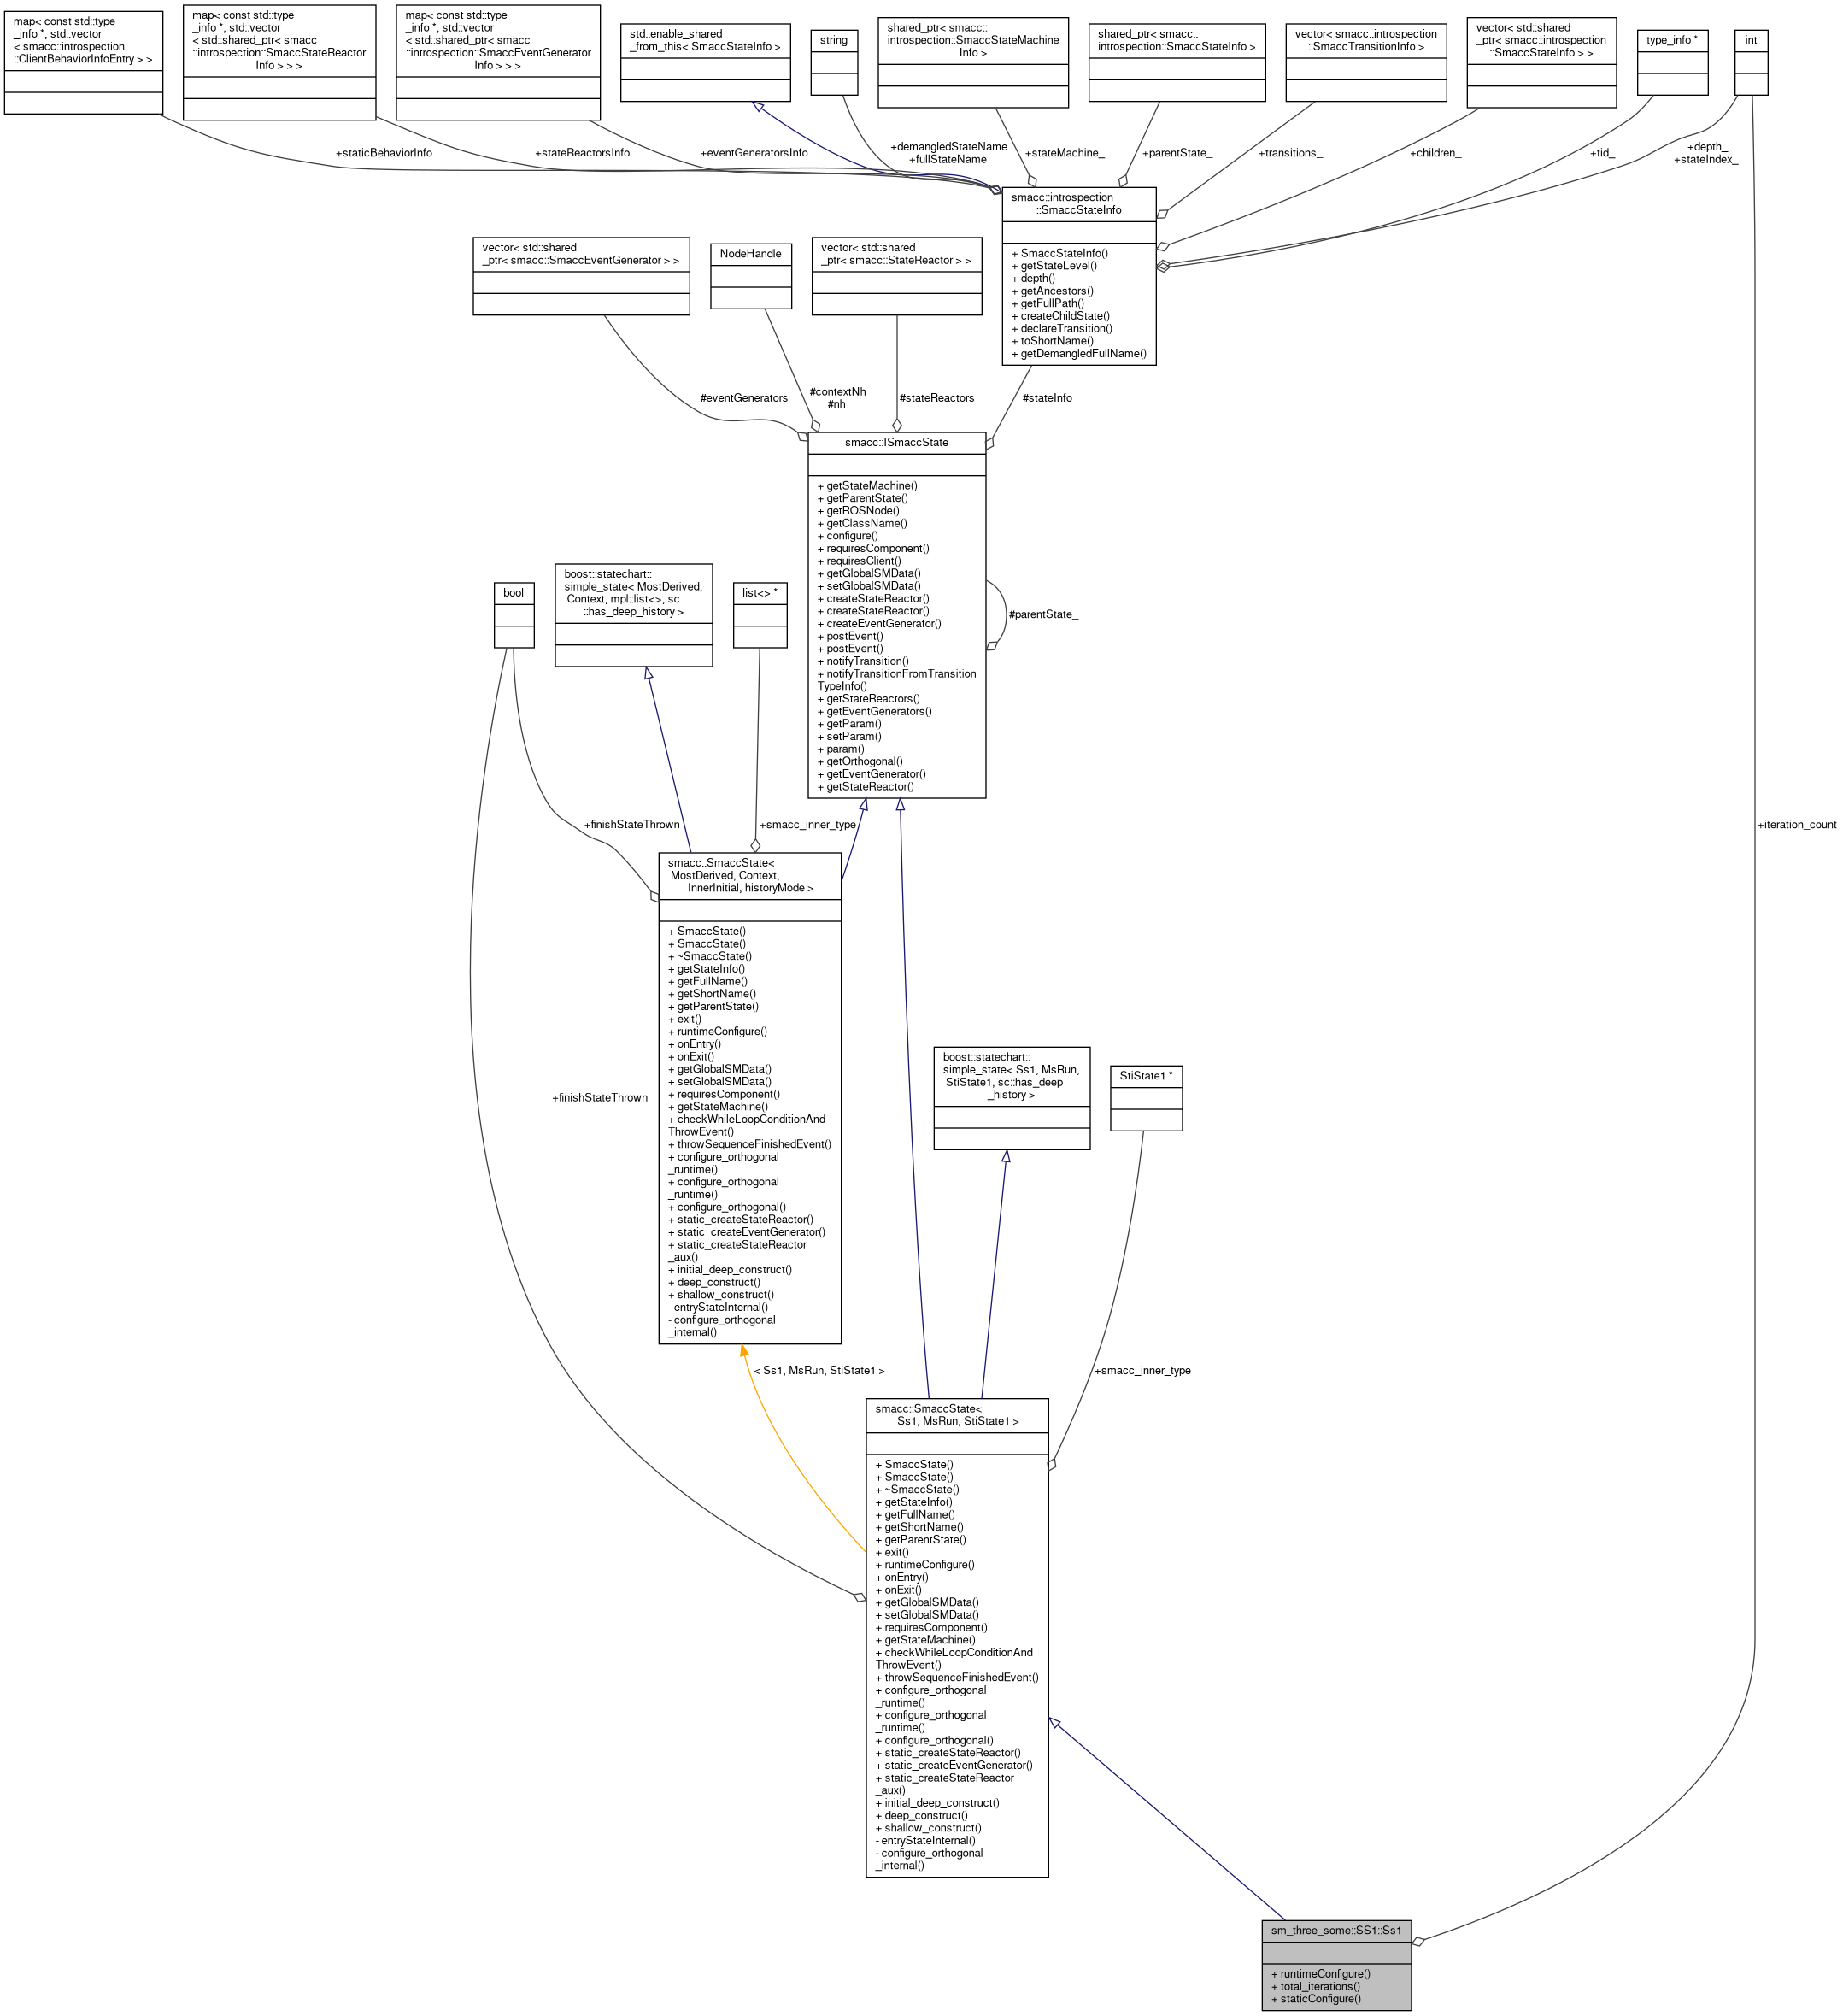 map< const std::type
_info *, std::vector
< smacc::introspection
::ClientBehaviorInfoEntry > >
map< const std::type
_info *, std::vector
< std::shared_ptr< smacc
::introspection::SmaccStateReactor
Info > > >
map< const std::type
_info *, std::vector
< std::shared_ptr< smacc
::introspection::SmaccEventGenerator
Info > > >
std::enable_shared
_from_this< SmaccStateInfo >
string
shared_ptr< smacc::
introspection::SmaccStateMachine
Info >
shared_ptr< smacc::
introspection::SmaccStateInfo >
vector< smacc::introspection
::SmaccTransitionInfo >
vector< std::shared
_ptr< smacc::introspection
::SmaccStateInfo > >
type_info *
int
+staticBehaviorInfo
+stateReactorsInfo
+eventGeneratorsInfo
+demangledStateName
+fullStateName
+stateMachine_
+parentState_
+transitions_
+children_
+tid_
+depth_
+stateIndex_
smacc::introspection
::SmaccStateInfo
+ SmaccStateInfo()
+ getStateLevel()
+ depth()
+ getAncestors()
+ getFullPath()
+ createChildState()
+ declareTransition()
+ toShortName()
+ getDemangledFullName()
vector< std::shared
_ptr< smacc::SmaccEventGenerator > >
NodeHandle
vector< std::shared
_ptr< smacc::StateReactor > >
#eventGenerators_
#contextNh
#nh
#stateReactors_
#stateInfo_
smacc::ISmaccState
+ getStateMachine()
+ getParentState()
+ getROSNode()
+ getClassName()
+ configure()
+ requiresComponent()
+ requiresClient()
+ getGlobalSMData()
+ setGlobalSMData()
+ createStateReactor()
+ createStateReactor()
+ createEventGenerator()
+ postEvent()
+ postEvent()
+ notifyTransition()
+ notifyTransitionFromTransition
TypeInfo()
+ getStateReactors()
+ getEventGenerators()
+ getParam()
+ setParam()
+ param()
+ getOrthogonal()
+ getEventGenerator()
+ getStateReactor()
#parentState_
bool
boost::statechart::
simple_state< MostDerived,
Context, mpl::list<>, sc
::has_deep_history >
list<> *
+finishStateThrown
+smacc_inner_type
+iteration_count
smacc::SmaccState<
MostDerived, Context,
InnerInitial, historyMode >
+ SmaccState()
+ SmaccState()
+ ~SmaccState()
+ getStateInfo()
+ getFullName()
+ getShortName()
+ getParentState()
+ exit()
+ runtimeConfigure()
+ onEntry()
+ onExit()
+ getGlobalSMData()
+ setGlobalSMData()
+ requiresComponent()
+ getStateMachine()
+ checkWhileLoopConditionAnd
ThrowEvent()
+ throwSequenceFinishedEvent()
+ configure_orthogonal
_runtime()
+ configure_orthogonal
_runtime()
+ configure_orthogonal()
+ static_createStateReactor()
+ static_createEventGenerator()
+ static_createStateReactor
_aux()
+ initial_deep_construct()
+ deep_construct()
+ shallow_construct()
- entryStateInternal()
- configure_orthogonal
_internal()
+finishStateThrown
boost::statechart::
simple_state< Ss1, MsRun,
StiState1, sc::has_deep
_history >
StiState1 *
< Ss1, MsRun, StiState1 >
+smacc_inner_type
smacc::SmaccState<
Ss1, MsRun, StiState1 >
+ SmaccState()
+ SmaccState()
+ ~SmaccState()
+ getStateInfo()
+ getFullName()
+ getShortName()
+ getParentState()
+ exit()
+ runtimeConfigure()
+ onEntry()
+ onExit()
+ getGlobalSMData()
+ setGlobalSMData()
+ requiresComponent()
+ getStateMachine()
+ checkWhileLoopConditionAnd
ThrowEvent()
+ throwSequenceFinishedEvent()
+ configure_orthogonal
_runtime()
+ configure_orthogonal
_runtime()
+ configure_orthogonal()
+ static_createStateReactor()
+ static_createEventGenerator()
+ static_createStateReactor
_aux()
+ initial_deep_construct()
+ deep_construct()
+ shallow_construct()
- entryStateInternal()
- configure_orthogonal
_internal()
sm_three_some::SS1::Ss1
+ runtimeConfigure()
+ total_iterations()
+ staticConfigure()